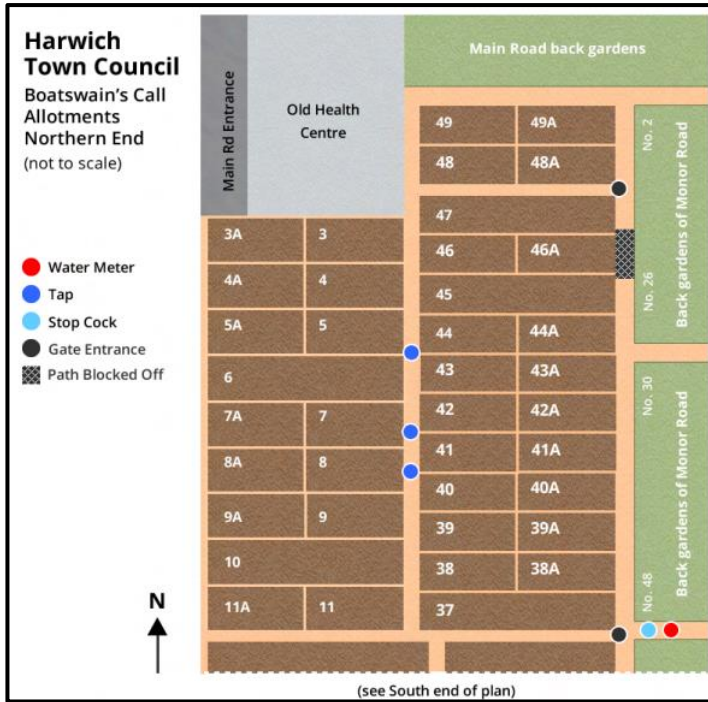 Harwich
Town Council
Boatswain's Call
Allotments
Northern End
(not to scale)
Water Meter
Tap
Stop Cock
Gate Entrance
Path Blocked Off
N
Main Rd Entrance
Old Health
Centre
Main Road back gardens
3A 3
4A 4
5A 5
6
7A 7
8A 8
9A 9
10
11A 11
49 49A
48 48A
47
46 46A
45
44 44A
43 43A
42 42A
41 41A
40 40A
39 39A
38 38A
37
No. 2
No. 26
Back gardens of Monor Road
No. 30
No. 48
Back gardens of Monor Road
(see South end of plan)